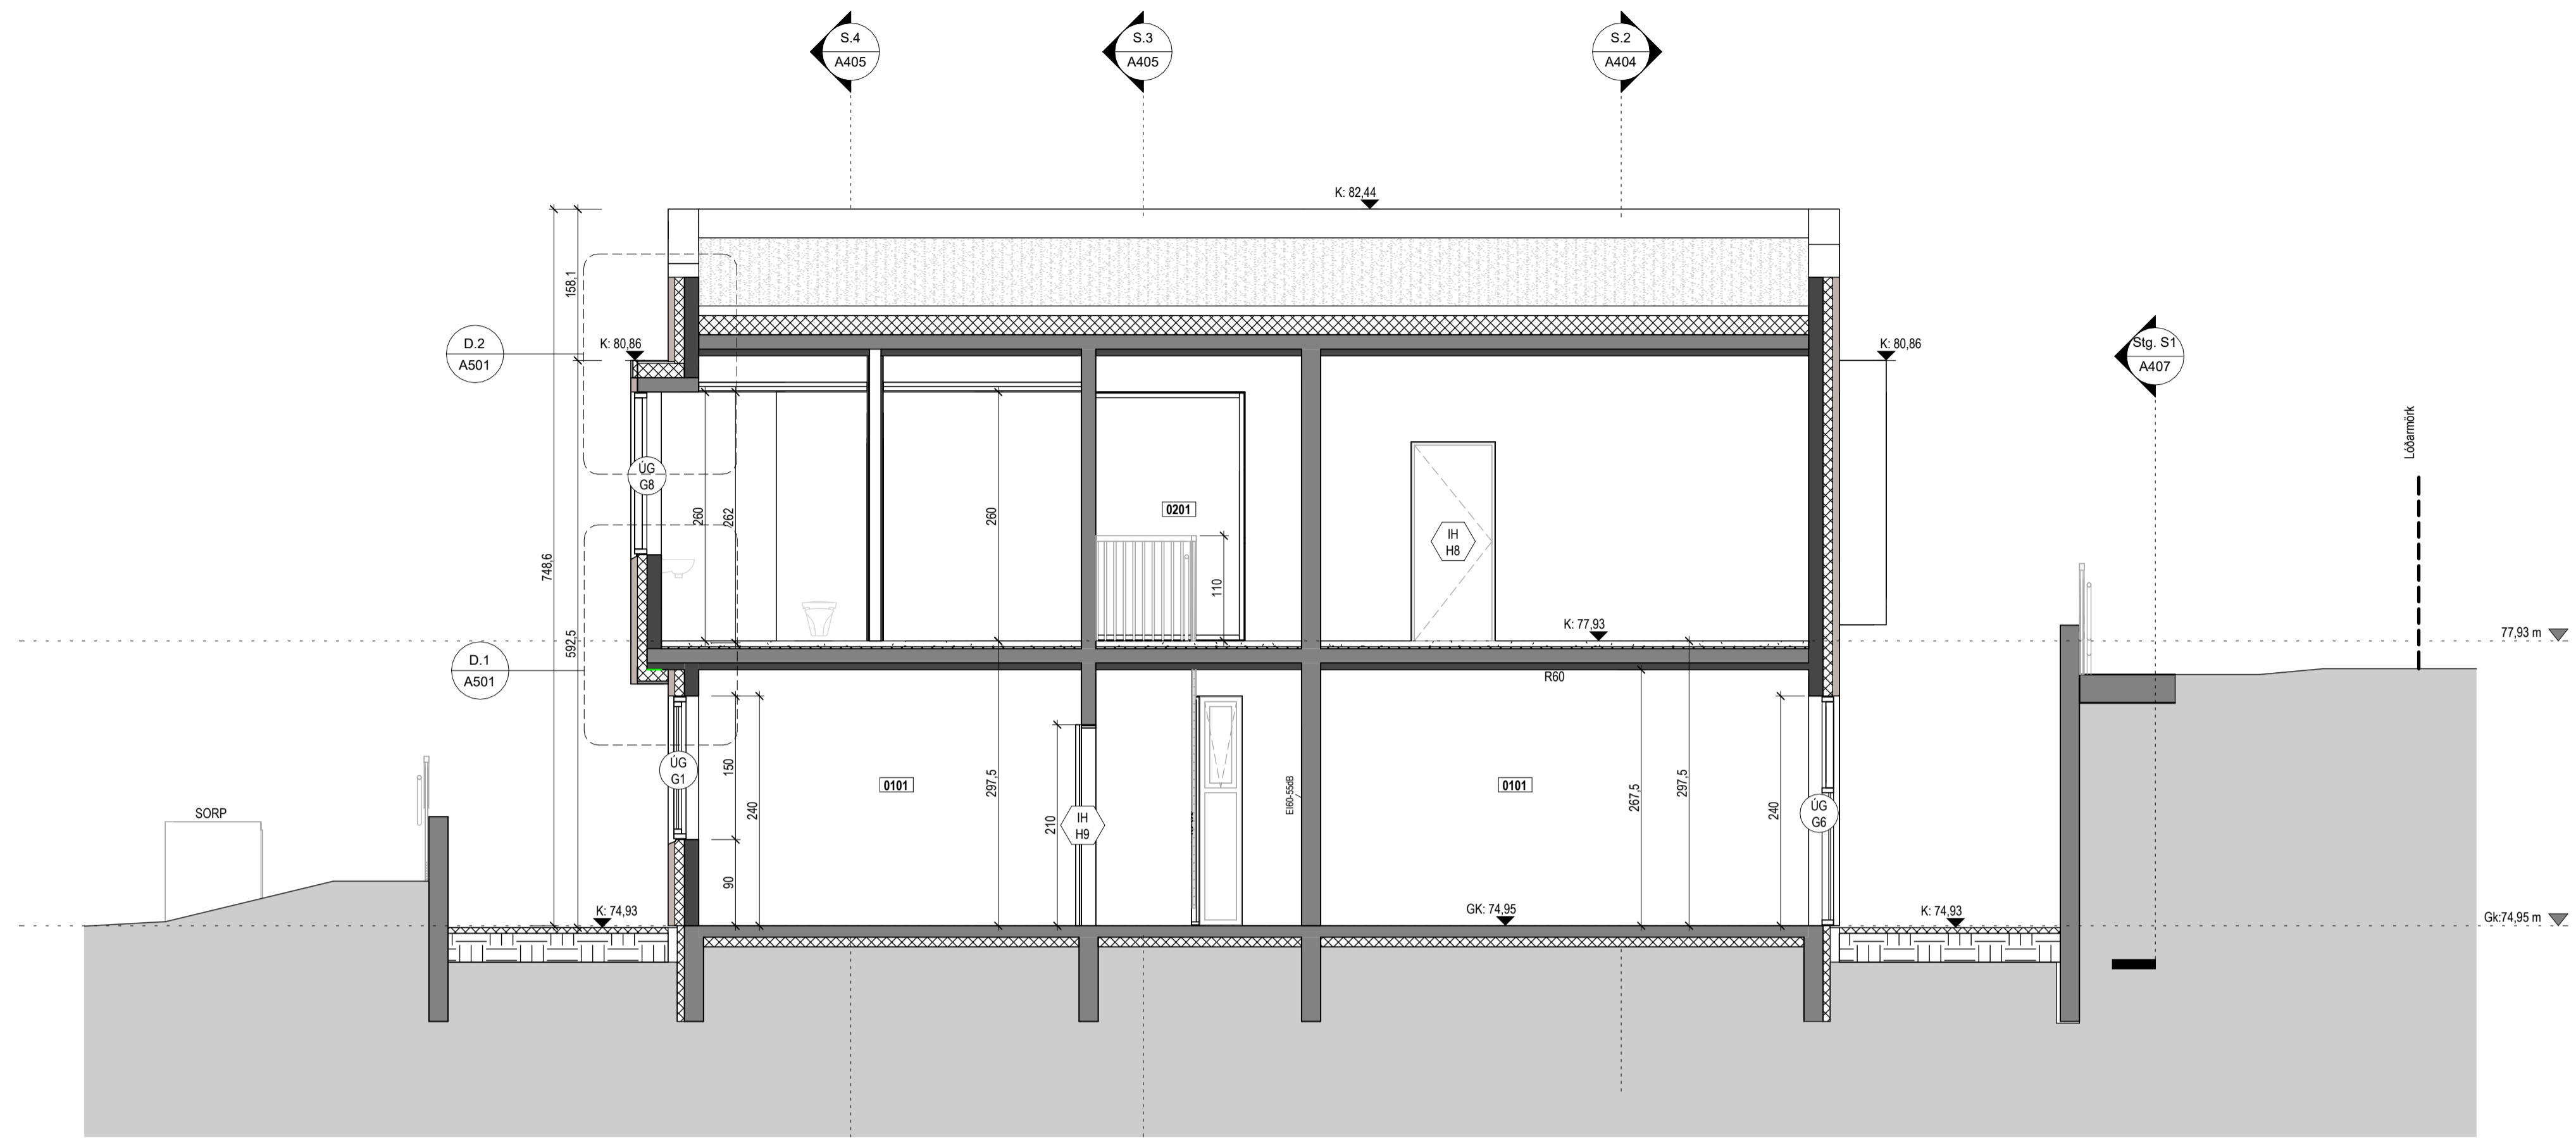 S.4
A405
S.3
A405
S.2
A404
K: 82,44
158,1
D.2
A501
K: 80,86
K: 80,86
Stg. S1
A407
Lóðarmörk
ÚG
G8
260
262
260
0201
IH
H8
748,6
110
592,5
K: 77,93
77,93 m
D.1
A501
R60
ÚG
G1
150
240
0101
297,5
210
IH
H9
EI60-55dB
0101
267,5
297,5
240
ÚG
G6
SORP
90
K: 74,93
GK: 74,95
K: 74,93
Gk:74,95 m